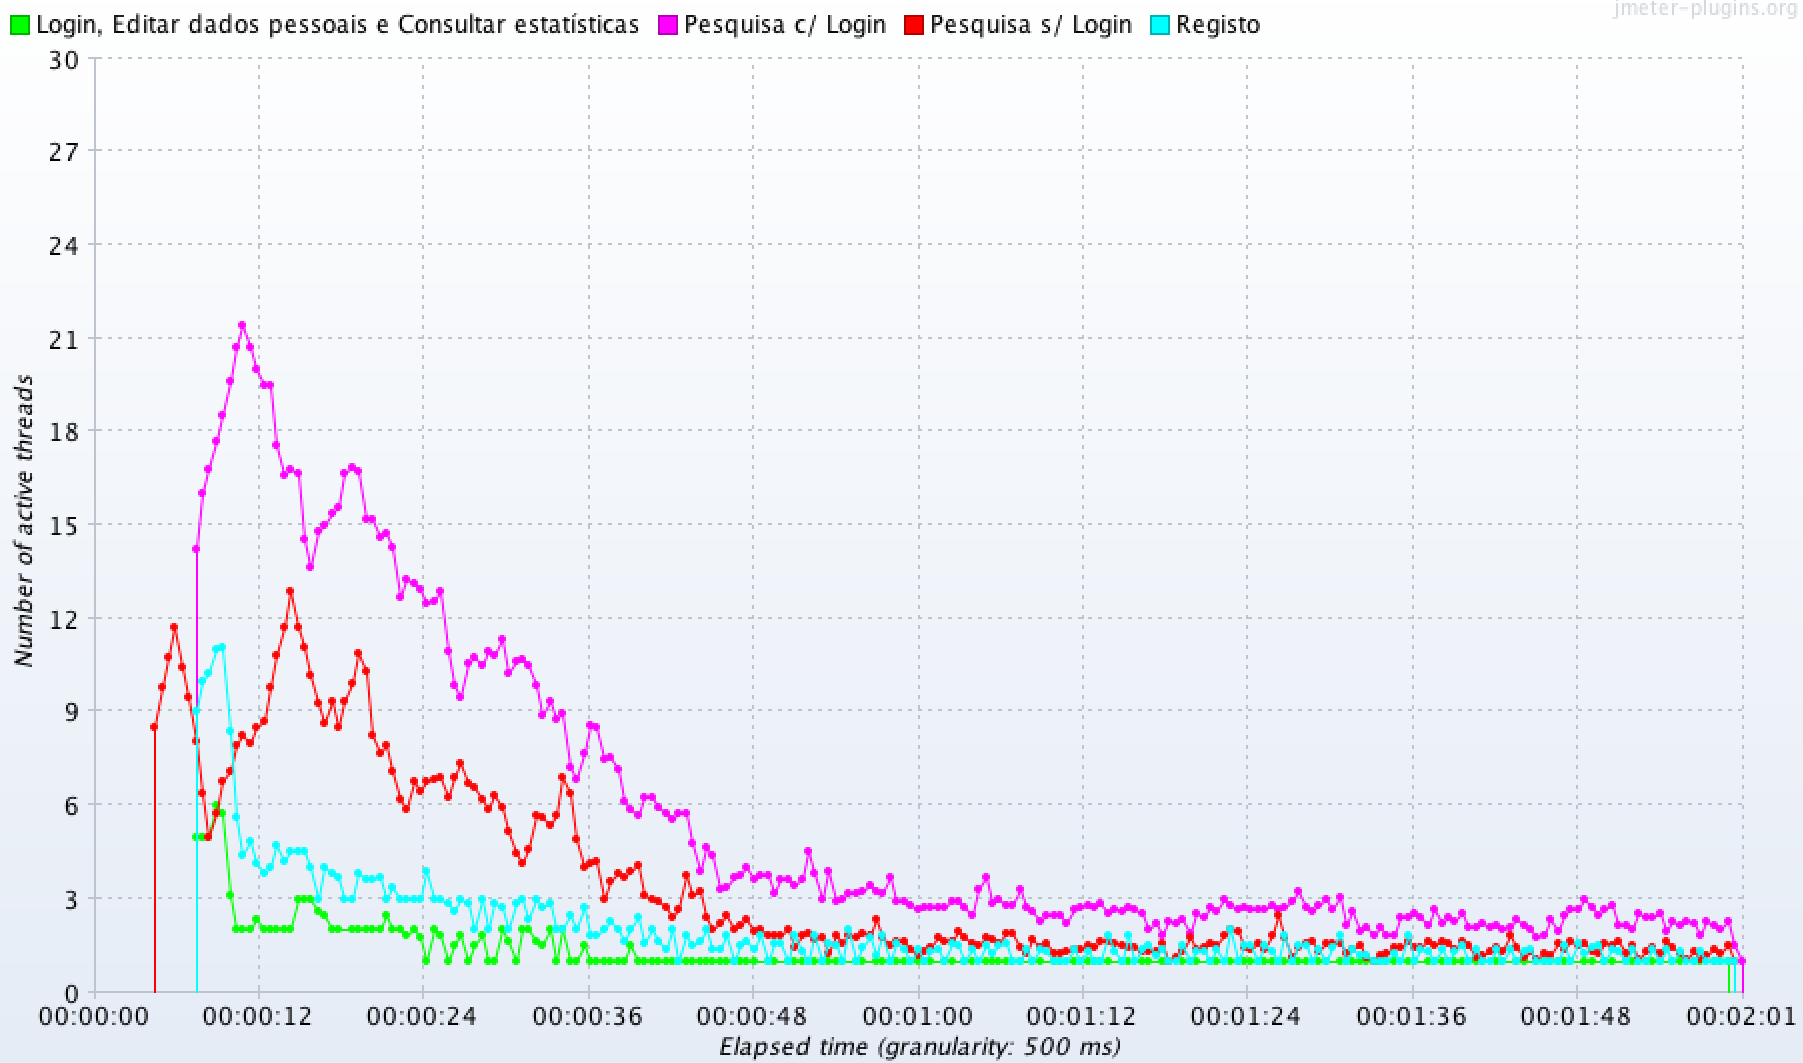 jmeter-plugins.org
Login, Editar dados pessoais e Consultar estatísticas Pesquisa c/ Login Pesquisa s/ Login Registo
30
27
24
21
18
15
12
9
6
3
0
Number of active threads
00:00:00 00:00:12 00:00:24 00:00:36 00:00:48 00:01:00 00:01:12 00:01:24 00:01:36 00:01:48 00:02:01
Elapsed time (granularity: 500 ms)